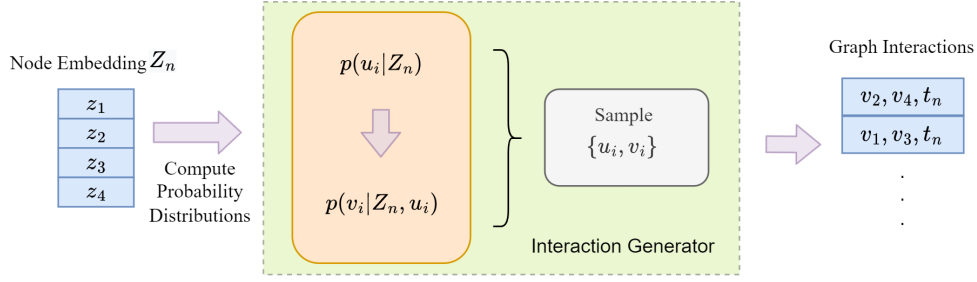 Node Embedding Z_n
z_1
z_2
z_3
z_4
Compute
Probability
Distributions
p(u_i|Z_n)
p(v_i|Z_n, u_i)
Sample
{u_i, v_i}
Interaction Generator
Graph Interactions
v_2, v_4, t_n
v_1, v_3, t_n
.
.
.